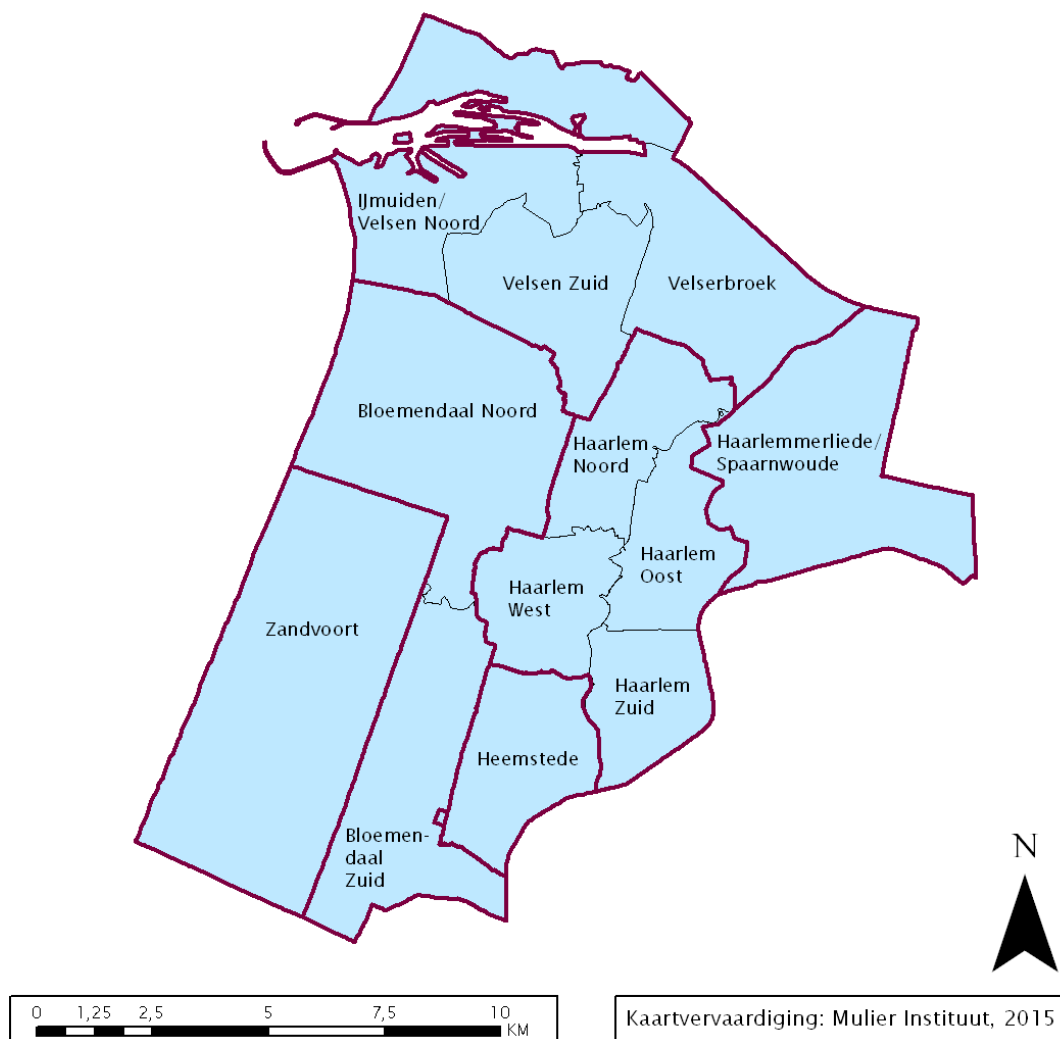 IJmuiden/
Velsen Noord
Velsen Zuid
Velserbroek
Bloemendaal Noord
Haarlem
Noord
Haarlemmerliede/
Spaarnwoude
Haarlem
Oost
Haarlem
West
Zandvoort
Haarlem
Zuid
Heemstede
Bloemen-
daal
Zuid
N
0 1,25 2,5 5 7,5 10
KM
Kaartvervaardiging: Mulier Instituut, 2015